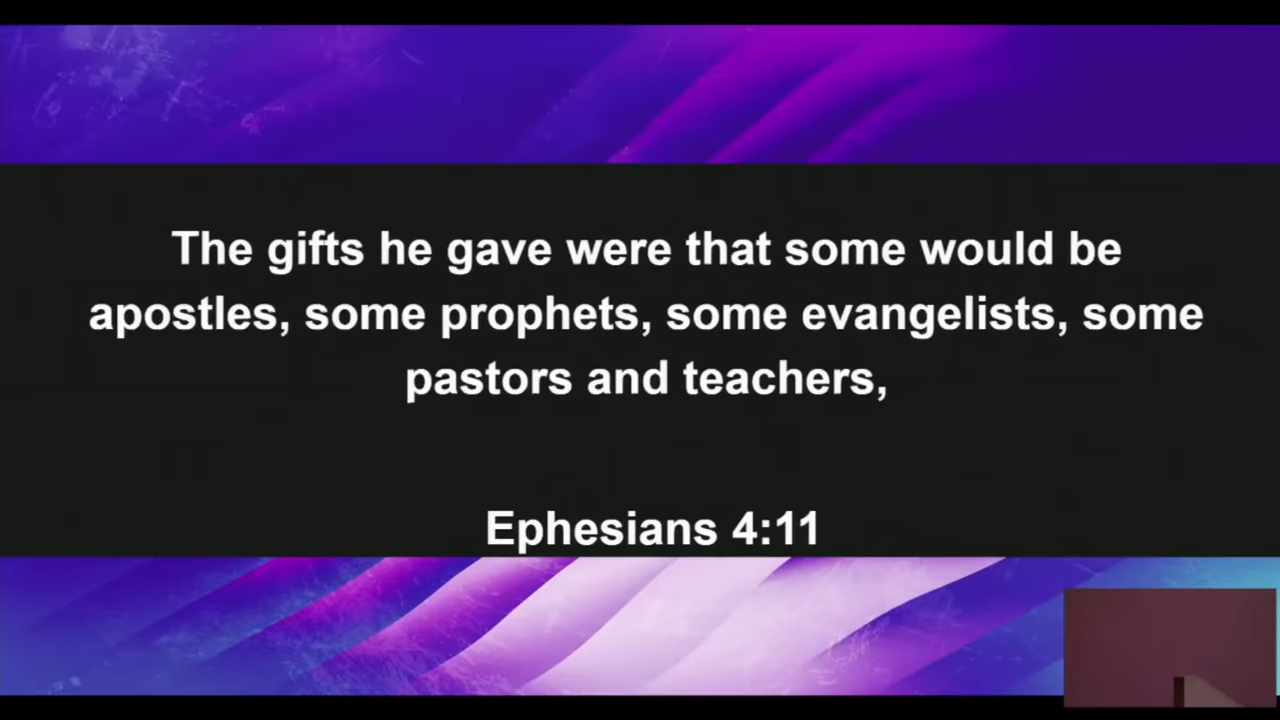 The gifts he gave were that some would be
apostles, some prophets, some evangelists, some
pastors and teachers,
Ephesians 4:11